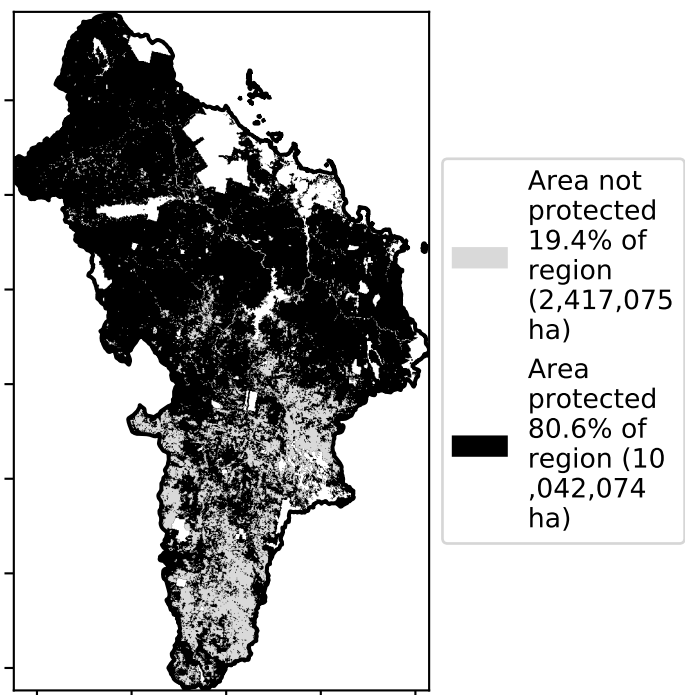 Area not
protected
19.4% of
region
(2,417,075
ha)
Area
protected
80.6% of
region (10
,042,074
ha)